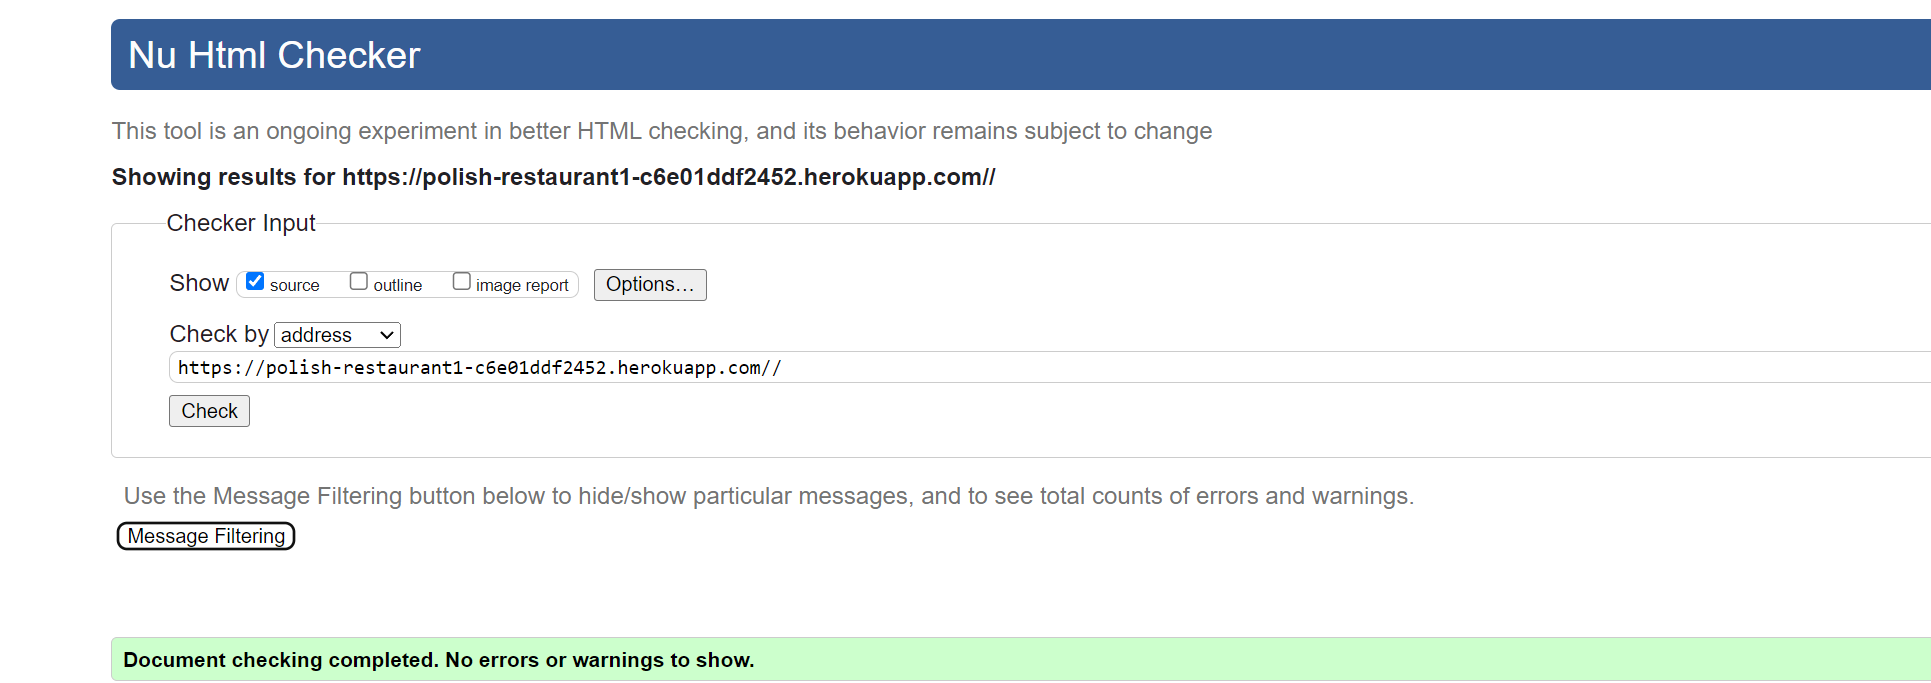 Nu Html Checker
This tool is an ongoing experiment in better HTML checking, and its behavior remains subject to change
Showing results for https://polish-restaurant1-c6e01ddf2452.herokuapp.com//
Checker Input
Show source outline image report Options...
Check by address
https://polish-restaurant1-c6e01ddf2452.herokuapp.com//
Check
Use the Message Filtering button below to hide/show particular messages, and to see total counts of errors and warnings.
Message Filtering
Document checking completed. No errors or warnings to show.